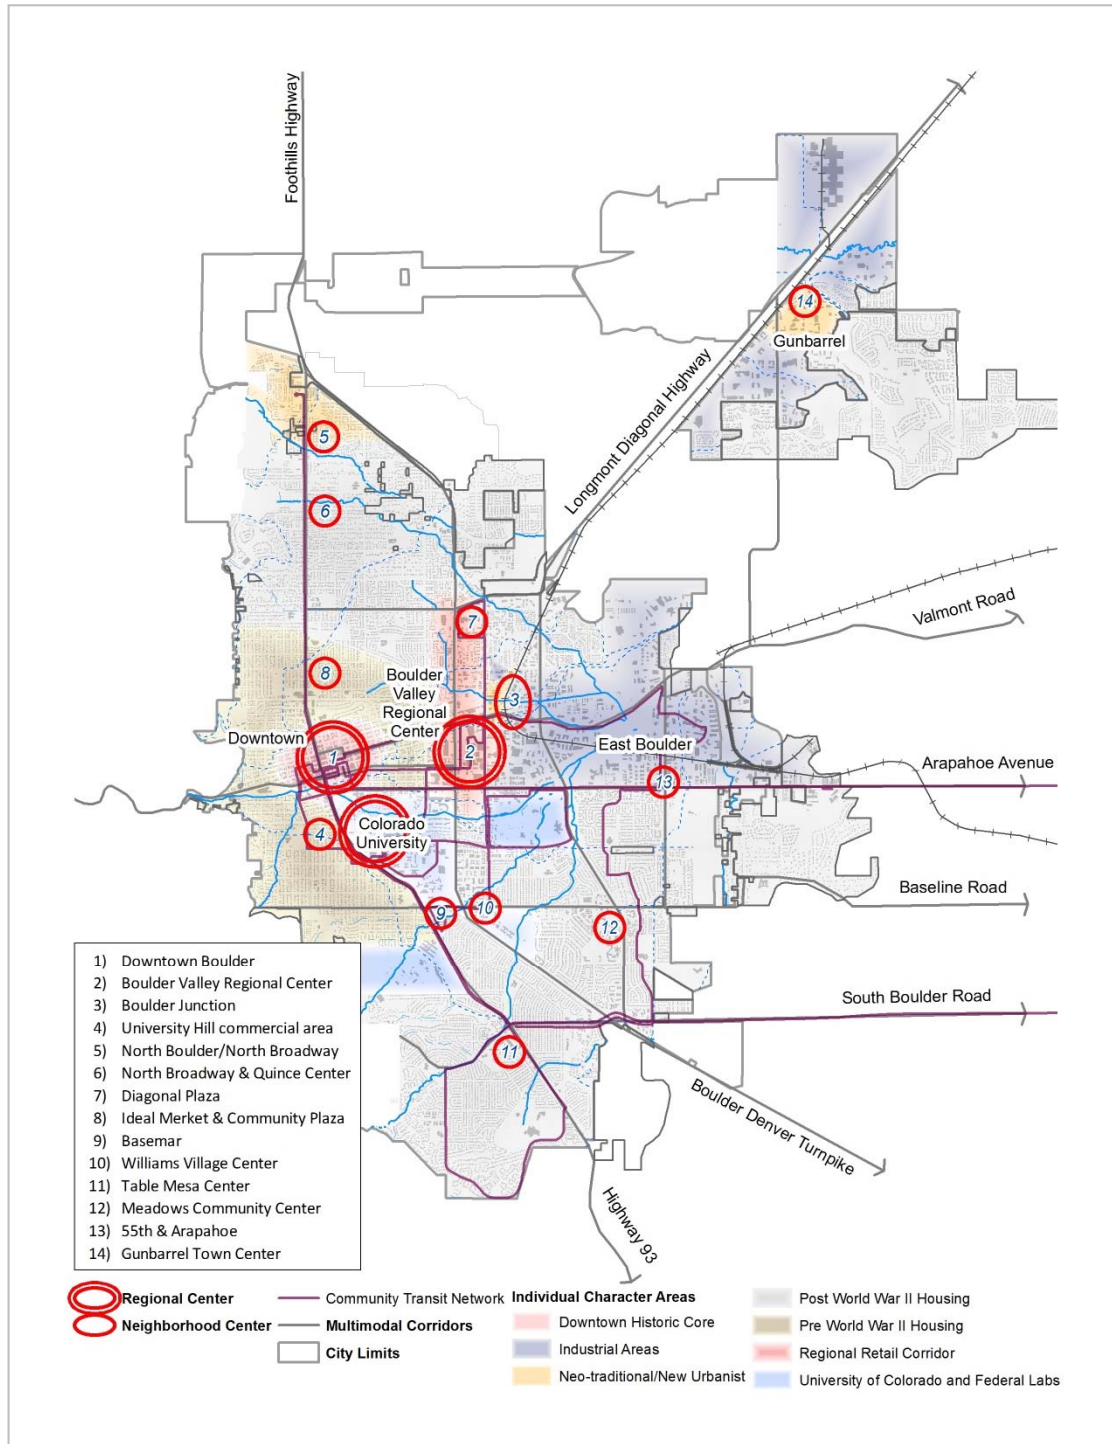 Foothills Highway
Longmont Diagonal Highway
14
Gunbarrel
5
6
7
Valmont Road
8
Boulder
Valley
Regional
Center
3
Downtown
1
2
East Boulder
13
Arapahoe Avenue
4
Colorado
University
Baseline Road
9
10
12
South Boulder Road
11
Boulder Denver Turnpike
Highway 93
1) Downtown Boulder
2) Boulder Valley Regional Center
3) Boulder Junction
4) University Hill commercial area
5) North Boulder/North Broadway
6) North Broadway & Quince Center
7) Diagonal Plaza
8) Ideal Merket & Community Plaza
9) Basemar
10) Williams Village Center
11) Table Mesa Center
12) Meadows Community Center
13) 55th & Arapahoe
14) Gunbarrel Town Center
Regional Center
Neighborhood Center
Community Transit Network
Multimodal Corridors
City Limits
Individual Character Areas
Downtown Historic Core
Industrial Areas
Neo-traditional/New Urbanist
Post World War II Housing
Pre World War II Housing
Regional Retail Corridor
University of Colorado and Federal Labs